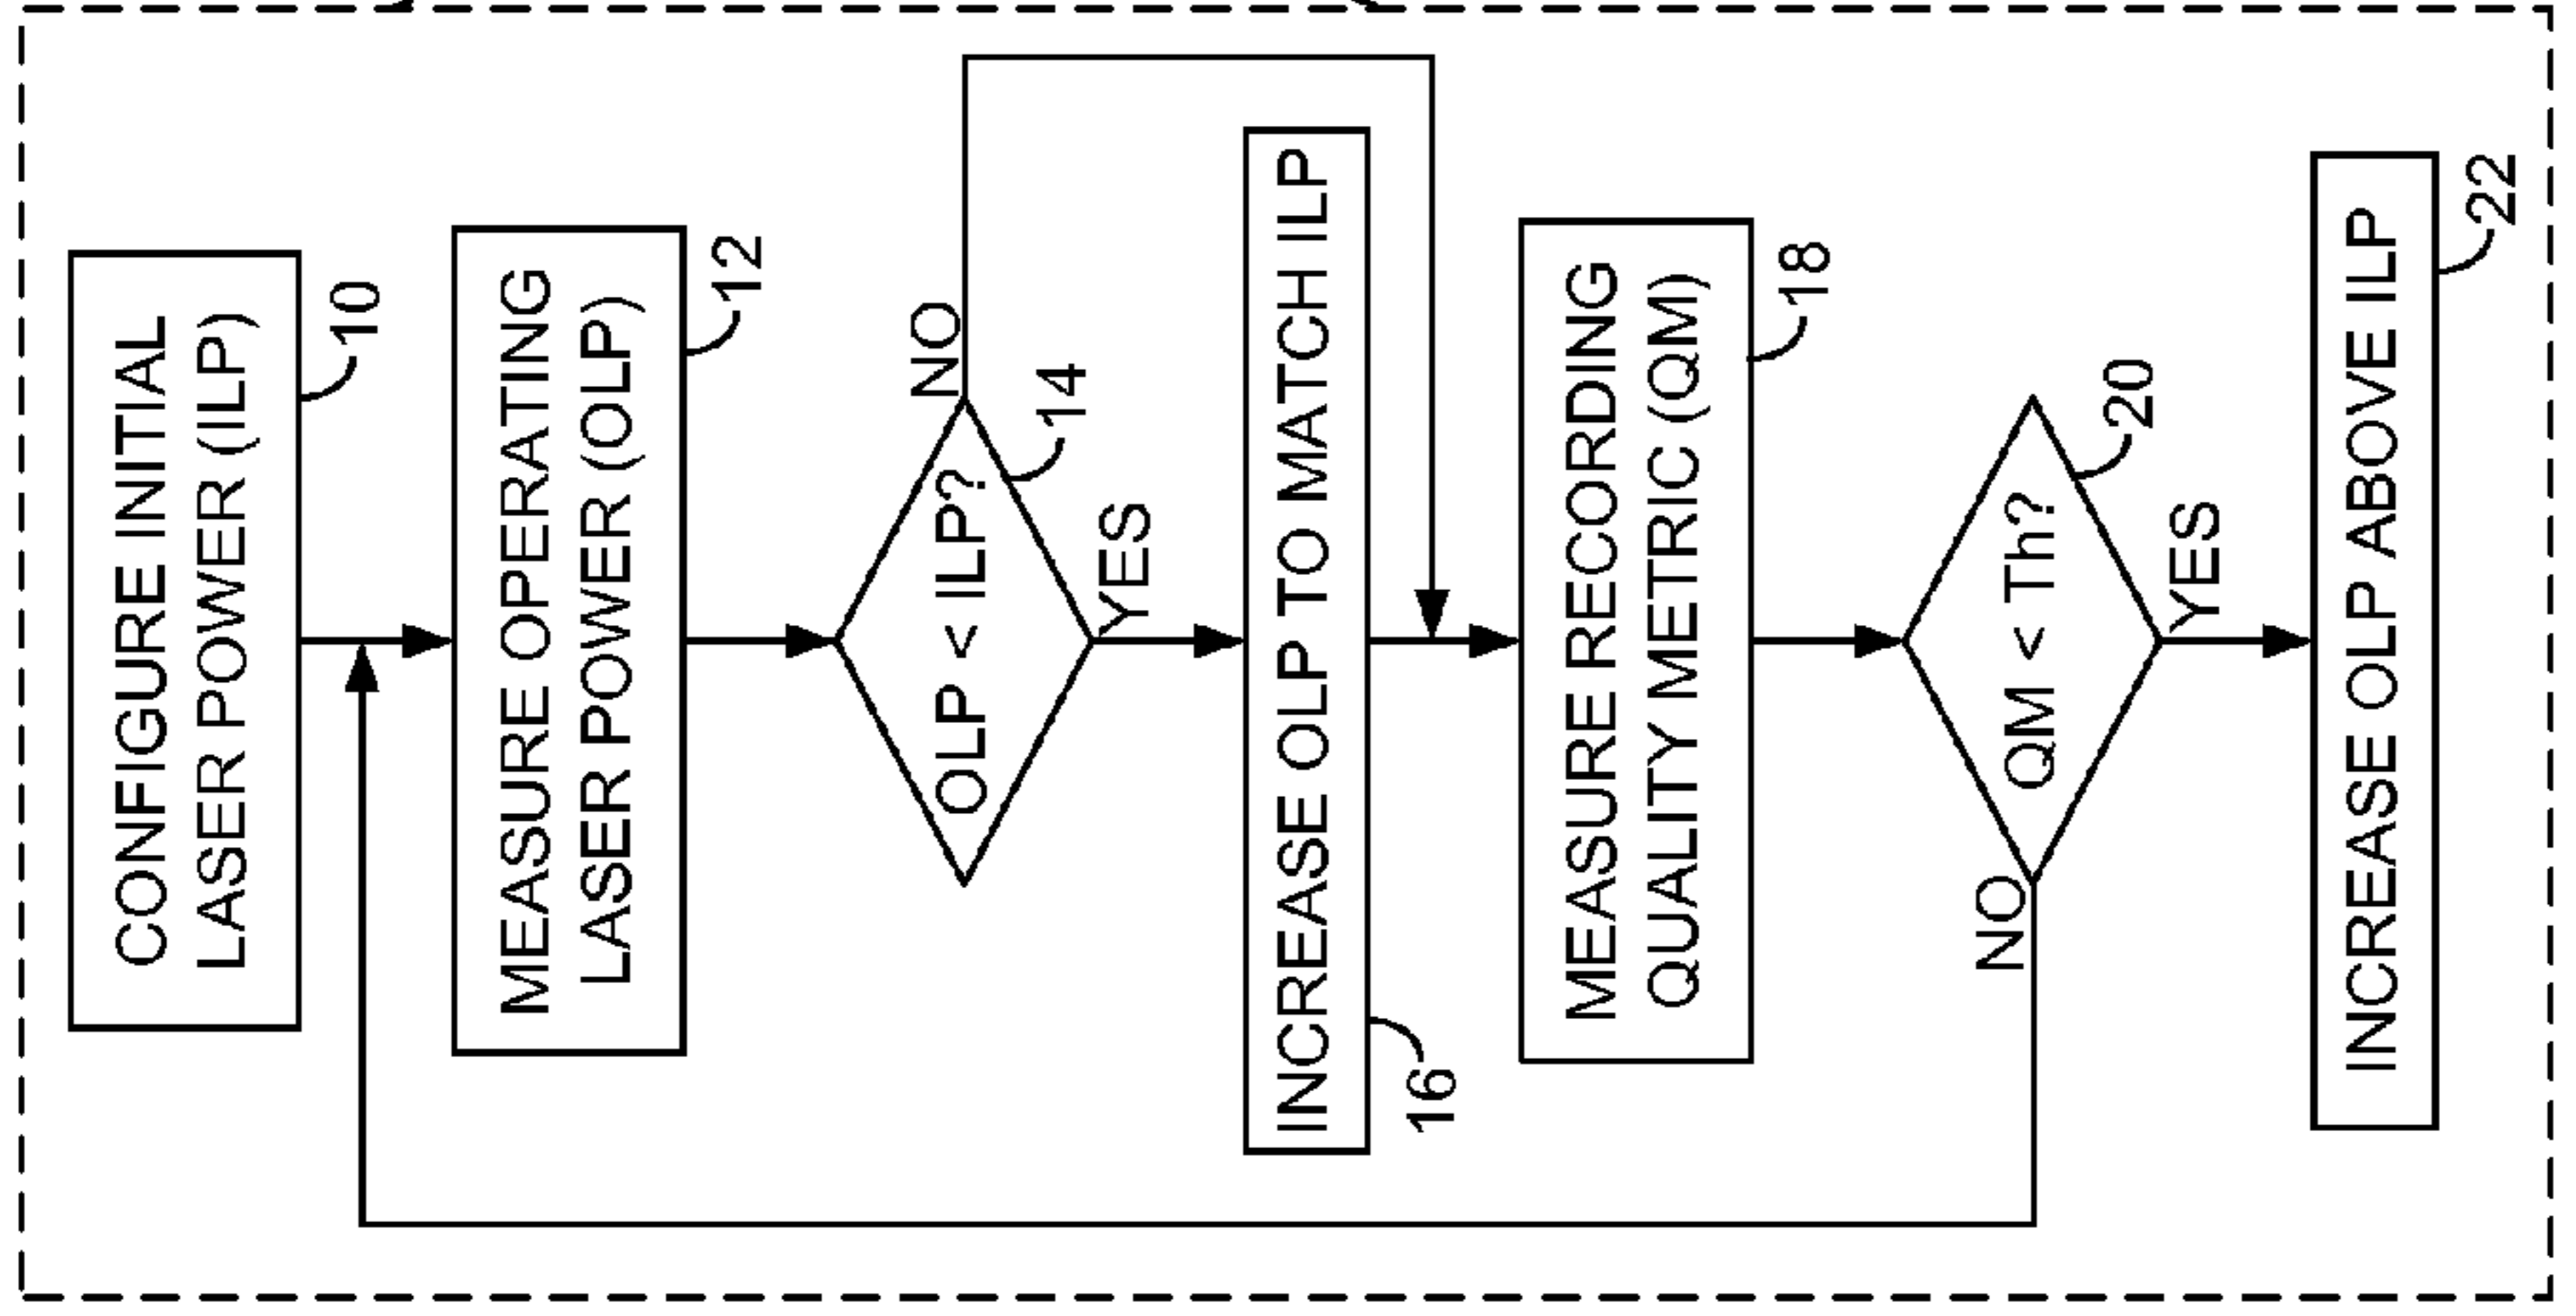 CONFIGURE INITIAL
LASER POWER (ILP)
10
MEASURE OPERATING
LASER POWER (OLP)
12
OLP < ILP?
14
NO
YES
INCREASE OLP TO MATCH ILP
16
MEASURE RECORDING
QUALITY METRIC (QM)
18
QM < Th?
20
NO
YES
INCREASE OLP ABOVE ILP
22